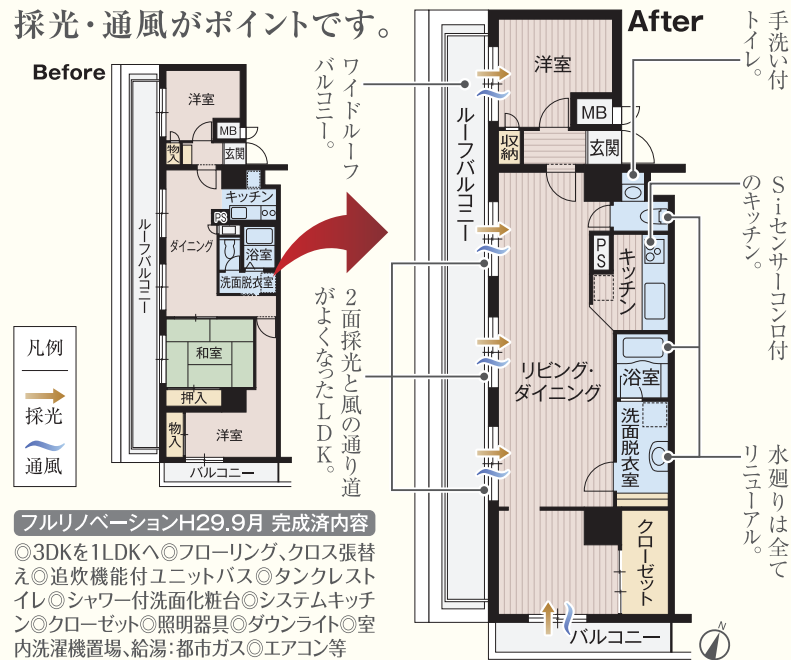 採光・通風がポイントです。
Before
洋室
MB
物入
玄関
キッチン
PS
ダイニング
浴室
洗面脱衣室
ルーフバルコニー
和室
押入
物入
洋室
バルコニー
凡例
採光
通風
ワイドルーフ
バルコニー。
2面採光と風の通り道
がよくなったLDK。
After
洋室
MB
収納
玄関
ルーフバルコニー
PS
キッチン
リビング・
ダイニング
浴室
洗面脱衣室
クローゼット
バルコニー
N
手洗い付
トイレ。
Siセンサーコンロ付
のキッチン。
水廻りは全て
リニューアル。
フルリノベーションH29.9月 完成済内容
◎3DKを1LDKへ◎フローリング、クロス張替
え◎追炊機能付ユニットバス◎タンクレスト
イレ◎シャワー付洗面化粧台◎システムキッチ
ン◎クローゼット◎照明器具◎ダウンライト◎室
内洗濯機置場、給湯:都市ガス◎エアコン等